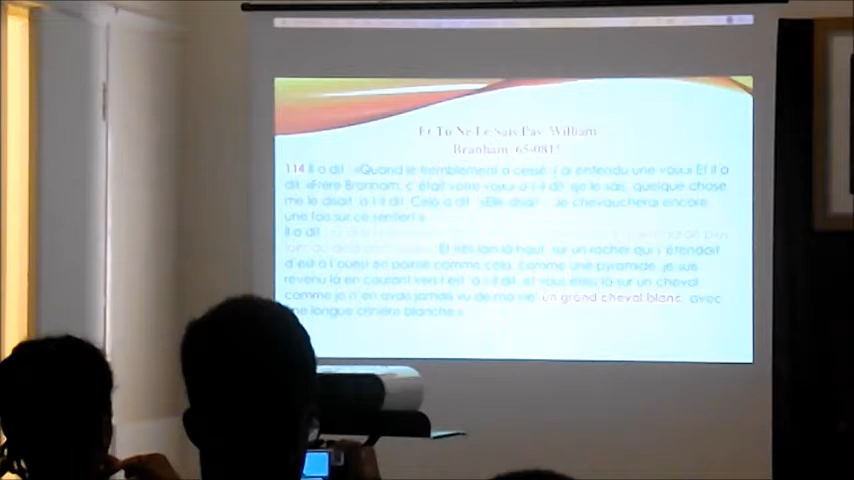 Et Tu Ne Le Sais Pas William
Branham 65-0815
114 Il a dit: «Quand le tremblement a cessé, j'ai entendu une voix.» Et il a
dit: «Frère Branham, c'était votre voix», a-t-il dit, «je le sais, quelque chose
me le disait», a-t-il dit. Cela a dit: «Elle disait: 'Je chevaucherai encore
une fois sur ce sentier!'»
Il a dit
Et très loin là-haut, sur un rocher qui s'étendait
d'est à l'ouest en pointe comme cela, comme une pyramide, je suis
revenu là en courant vers l'est, a-t-il dit, et vous étiez là sur un cheval
comme je n'en avais jamais vu de ma vie, un grand cheval blanc, avec
une longue crinière blanche.»